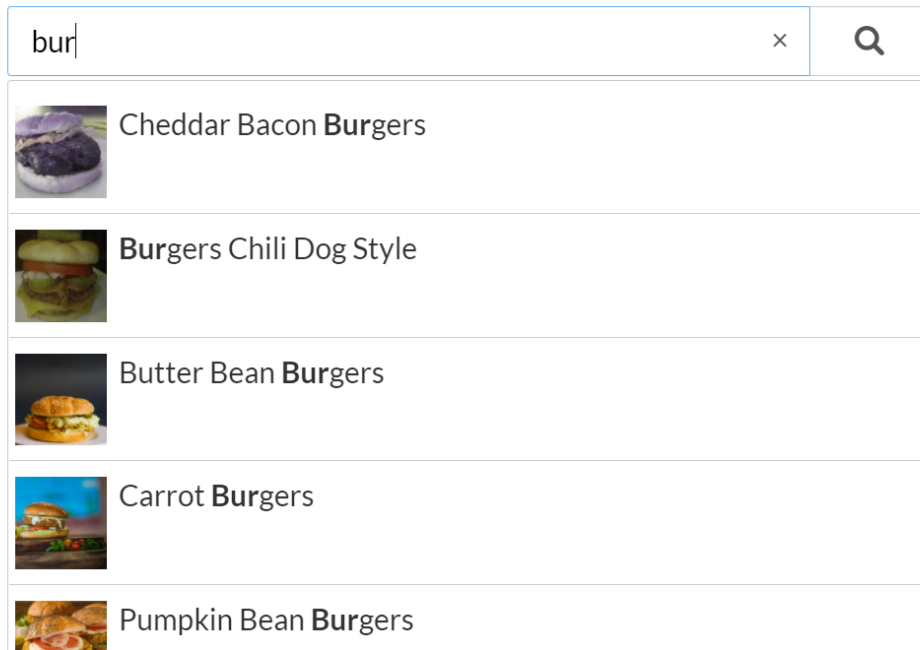 bur
Cheddar Bacon Burgers
Burgers Chili Dog Style
Butter Bean Burgers
Carrot Burgers
Pumpkin Bean Burgers